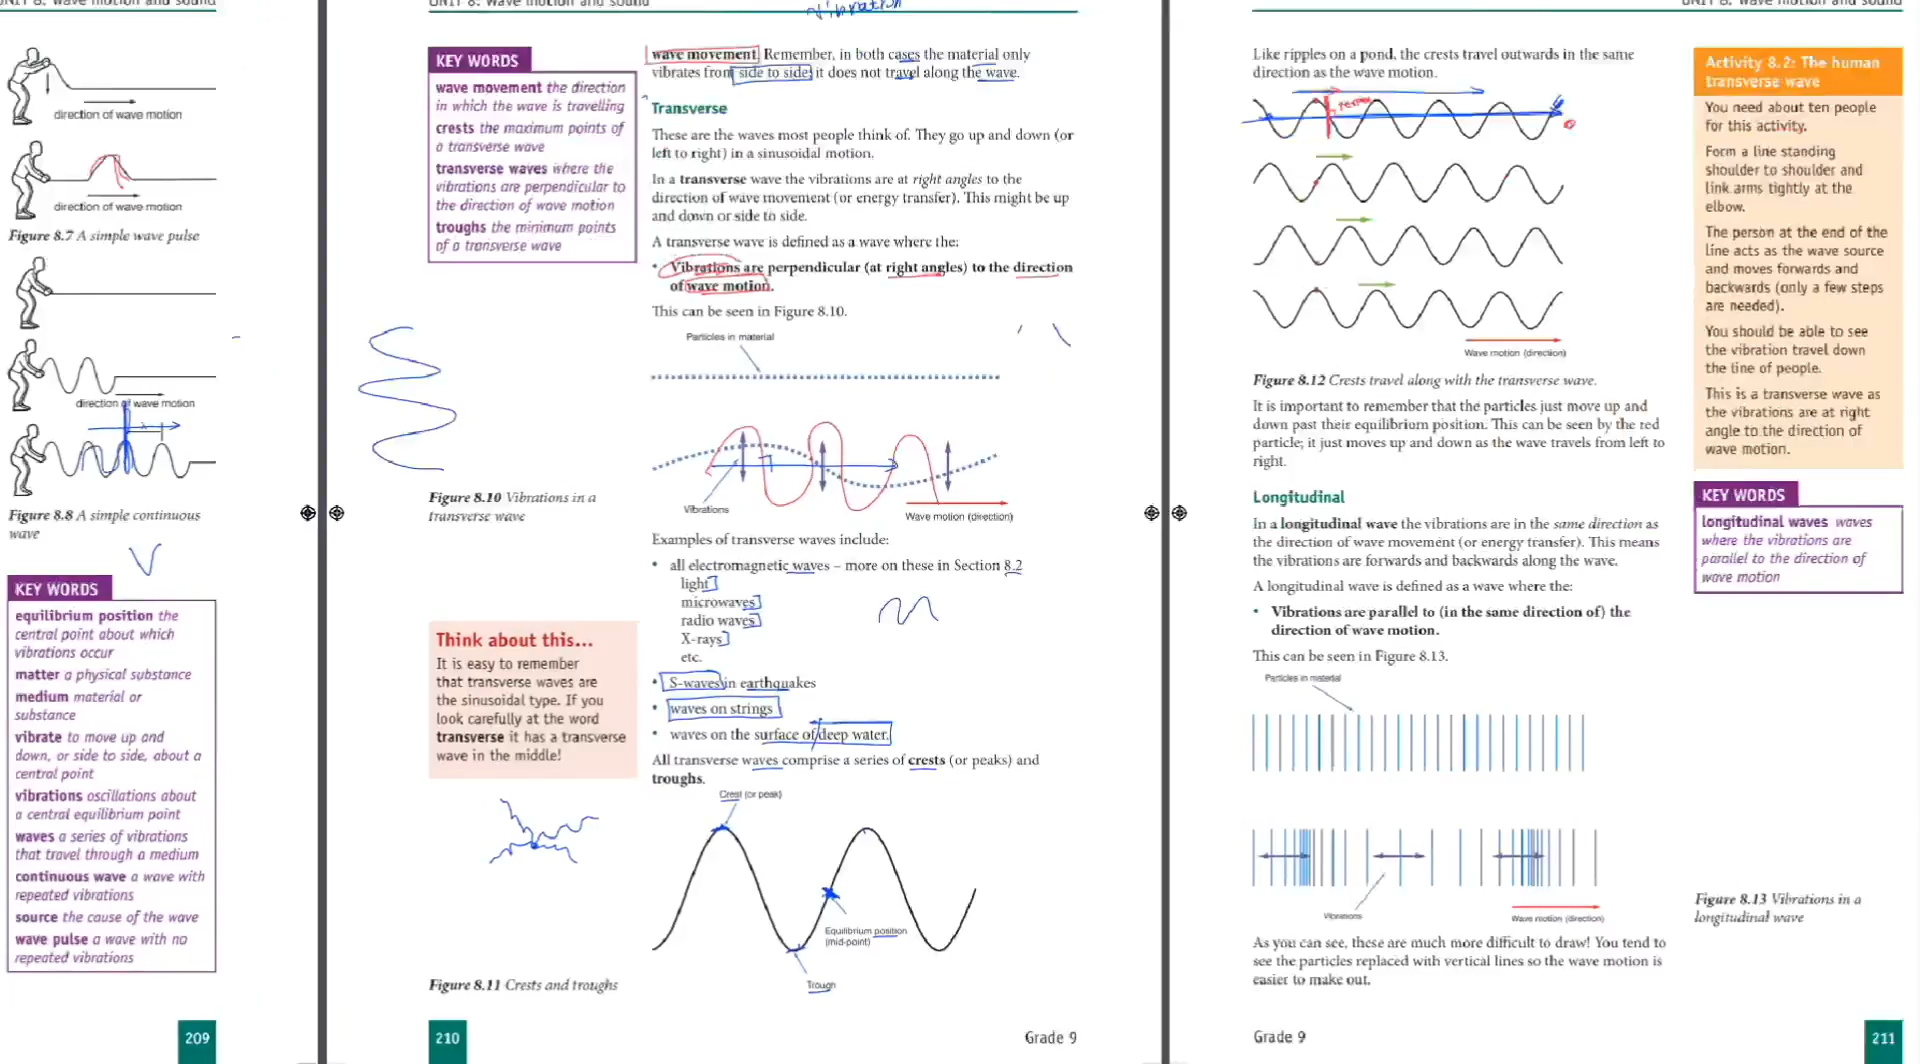 UNIT 8: Wave motion and sound
direction of wave motion
direction of wave motion
Figure 8.7 A simple wave pulse
direction of wave motion
Figure 8.8 A simple continuous
wave
KEY WORDS
equilibrium position the
central point about which
vibrations occur
matter a physical substance
medium material or
substance
vibrate to move up and
down, or side to side, about a
central point
vibrations oscillations about
a central equilibrium point
waves a series of vibrations
that travel through a medium
continuous wave a wave with
repeated vibrations
source the cause of the wave
wave pulse a wave with no
repeated vibrations
209
UNIT 8: Wave motion and sound
vibration
KEY WORDS
wave movement the direction
in which the wave is travelling
crests the maximum points of
a transverse wave
transverse waves where the
vibrations are perpendicular to
the direction of wave motion
troughs the minimum points
of a transverse wave
wave movement. Remember, in both cases the material only
vibrates from side to side; it does not travel along the wave.
Transverse
These are the waves most people think of. They go up and down (or
left to right) in a sinusoidal motion.
In a transverse wave the vibrations are at right angles to the
direction of wave movement (or energy transfer). This might be up
and down or side to side.
A transverse wave is defined as a wave where the:
• Vibrations are perpendicular (at right angles) to the direction
of wave motion.
This can be seen in Figure 8.10.
Particles in material
Vibrations
Wave motion (direction)
Figure 8.10 Vibrations in a
transverse wave
Examples of transverse waves include:
• all electromagnetic waves – more on these in Section 8.2
light
microwaves
radio waves
X-rays
etc.
• S-waves in earthquakes
• waves on strings
• waves on the surface of deep water.
All transverse waves comprise a series of crests (or peaks) and
troughs.
Think about this...
It is easy to remember
that transverse waves are
the sinusoidal type. If you
look carefully at the word
transverse it has a transverse
wave in the middle!
Crest (or peak)
Equilibrium position
(mid-point)
Trough
Figure 8.11 Crests and troughs
210
Grade 9
UNIT 8: Wave motion and sound
Like ripples on a pond, the crests travel outwards in the same
direction as the wave motion.
Wave motion (direction)
Figure 8.12 Crests travel along with the transverse wave.
It is important to remember that the particles just move up and
down past their equilibrium position. This can be seen by the red
particle; it just moves up and down as the wave travels from left to
right.
Longitudinal
In a longitudinal wave the vibrations are in the same direction as
the direction of wave movement (or energy transfer). This means
the vibrations are forwards and backwards along the wave.
A longitudinal wave is defined as a wave where the:
• Vibrations are parallel to (in the same direction of) the
direction of wave motion.
This can be seen in Figure 8.13.
Particles in material
Vibrations
Wave motion (direction)
As you can see, these are much more difficult to draw! You tend to
see the particles replaced with vertical lines so the wave motion is
easier to make out.
Activity 8.2: The human
transverse wave
You need about ten people
for this activity.
Form a line standing
shoulder to shoulder and
link arms tightly at the
elbow.
The person at the end of the
line acts as the wave source
and moves forwards and
backwards (only a few steps
are needed).
You should be able to see
the vibration travel down
the line of people.
This is a transverse wave as
the vibrations are at right
angle to the direction of
wave motion.
KEY WORDS
longitudinal waves waves
where the vibrations are
parallel to the direction of
wave motion
Figure 8.13 Vibrations in a
longitudinal wave
Grade 9
211